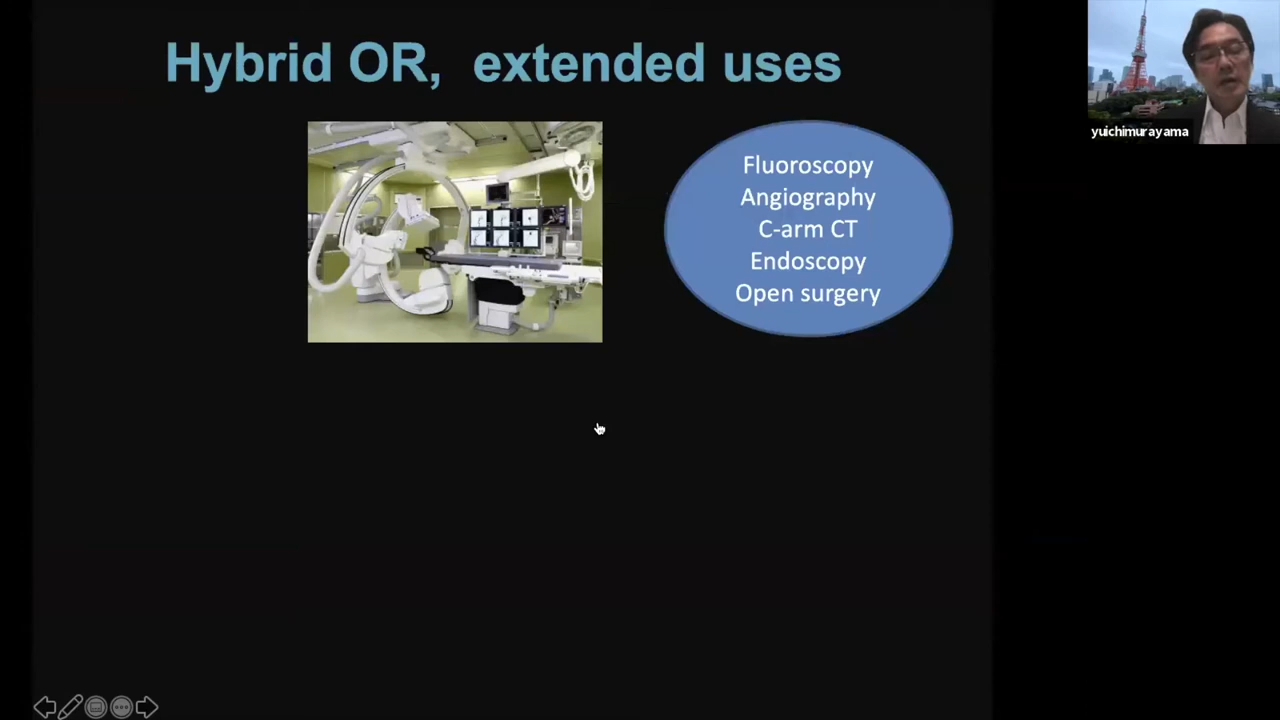 Hybrid OR, extended uses
Fluoroscopy
Angiography
C-arm CT
Endoscopy
Open surgery
yuichimurayama